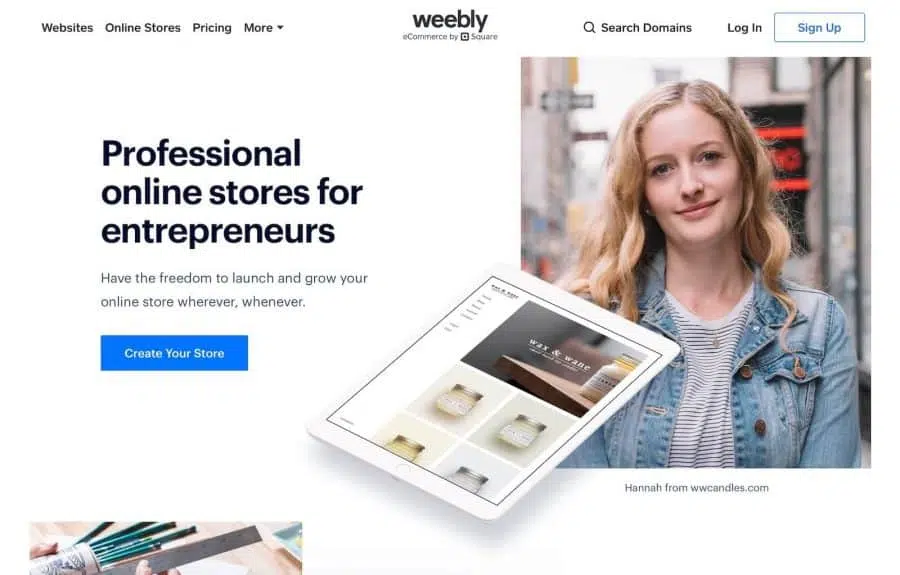 Websites Online Stores Pricing More
weebly
eCommerce by Square
Search Domains
Log In
Sign Up
Professional
online stores for
entrepreneurs
Have the freedom to launch and grow your
online store wherever, whenever.
Create Your Store
wax & wane
wax & wane
Hannah from wwcandles.com